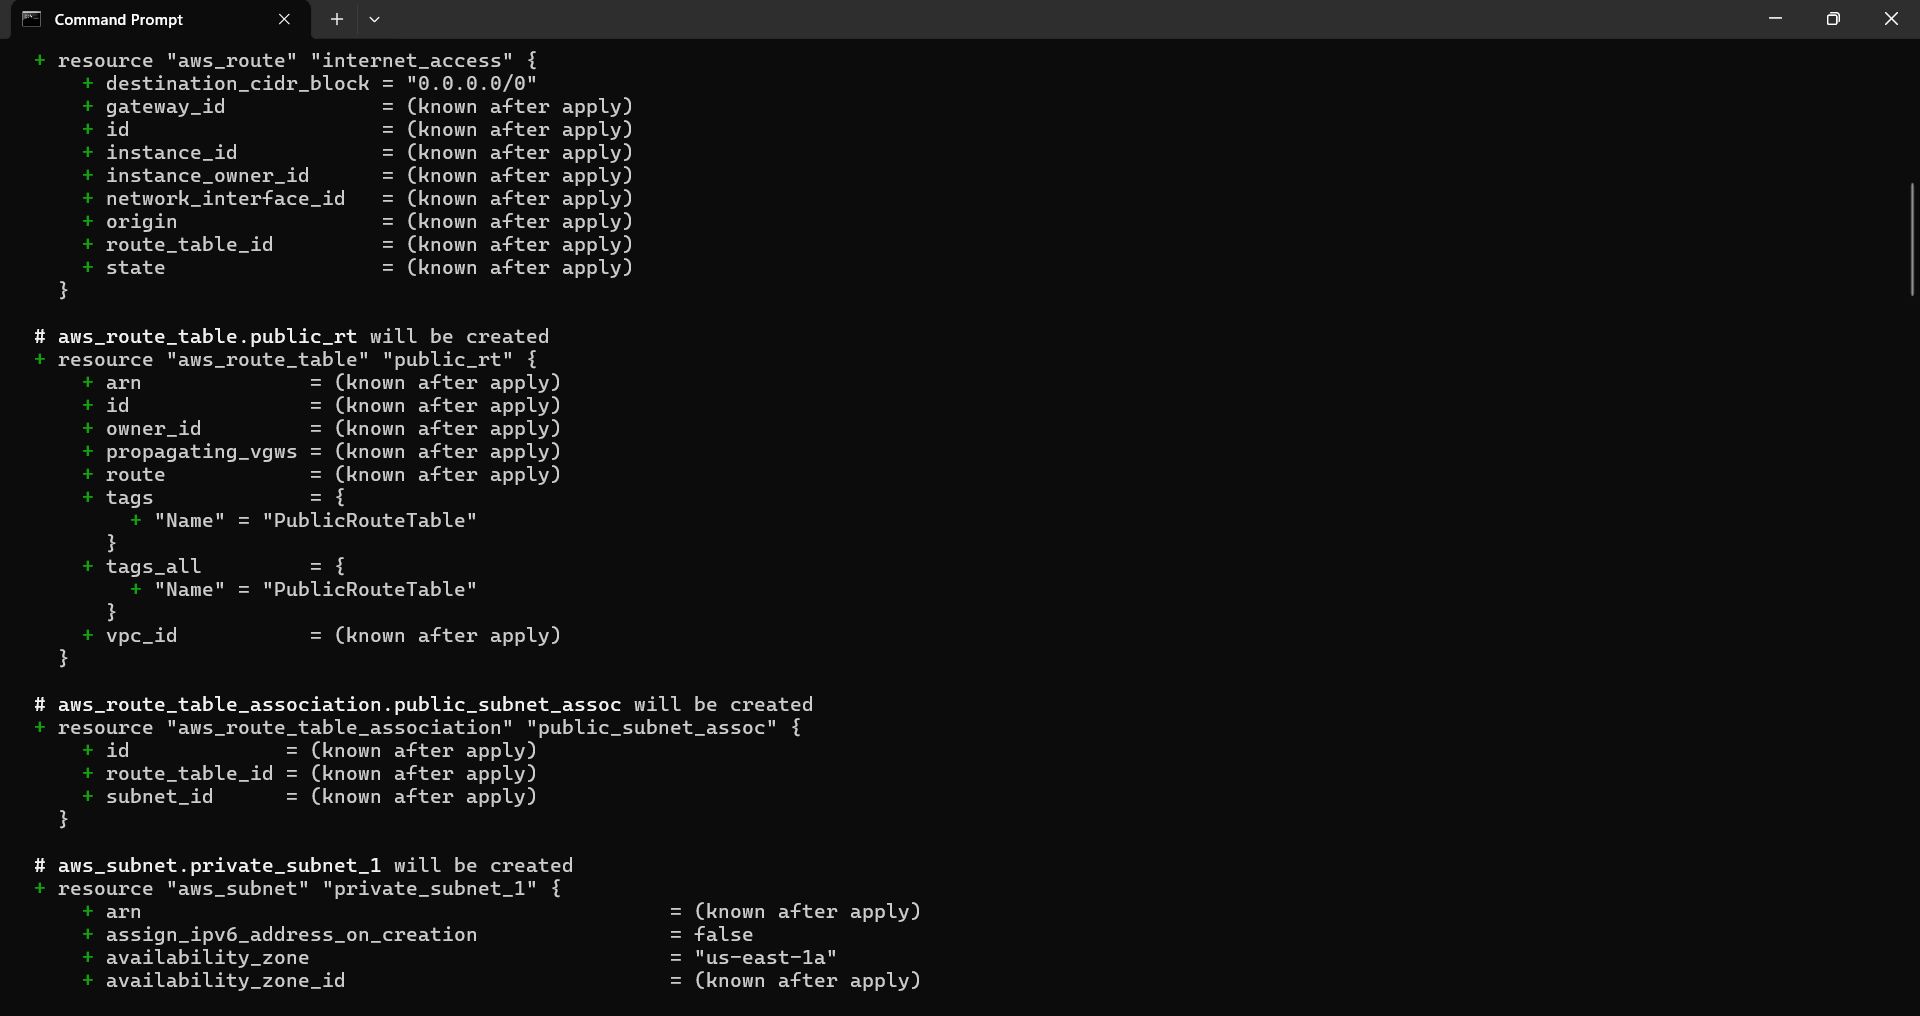 Command Prompt
+ resource "aws_route" "internet_access" {
+ destination_cidr_block = "0.0.0.0/0"
+ gateway_id = (known after apply)
+ id = (known after apply)
+ instance_id = (known after apply)
+ instance_owner_id = (known after apply)
+ network_interface_id = (known after apply)
+ origin = (known after apply)
+ route_table_id = (known after apply)
+ state = (known after apply)
}
# aws_route_table.public_rt will be created
+ resource "aws_route_table" "public_rt" {
+ arn = (known after apply)
+ id = (known after apply)
+ owner_id = (known after apply)
+ propagating_vgws = (known after apply)
+ route = (known after apply)
+ tags = {
+ "Name" = "PublicRouteTable"
}
+ tags_all = {
+ "Name" = "PublicRouteTable"
}
+ vpc_id = (known after apply)
}
# aws_route_table_association.public_subnet_assoc will be created
+ resource "aws_route_table_association" "public_subnet_assoc" {
+ id = (known after apply)
+ route_table_id = (known after apply)
+ subnet_id = (known after apply)
}
# aws_subnet.private_subnet_1 will be created
+ resource "aws_subnet" "private_subnet_1" {
+ arn = (known after apply)
+ assign_ipv6_address_on_creation = false
+ availability_zone = "us-east-1a"
+ availability_zone_id = (known after apply)